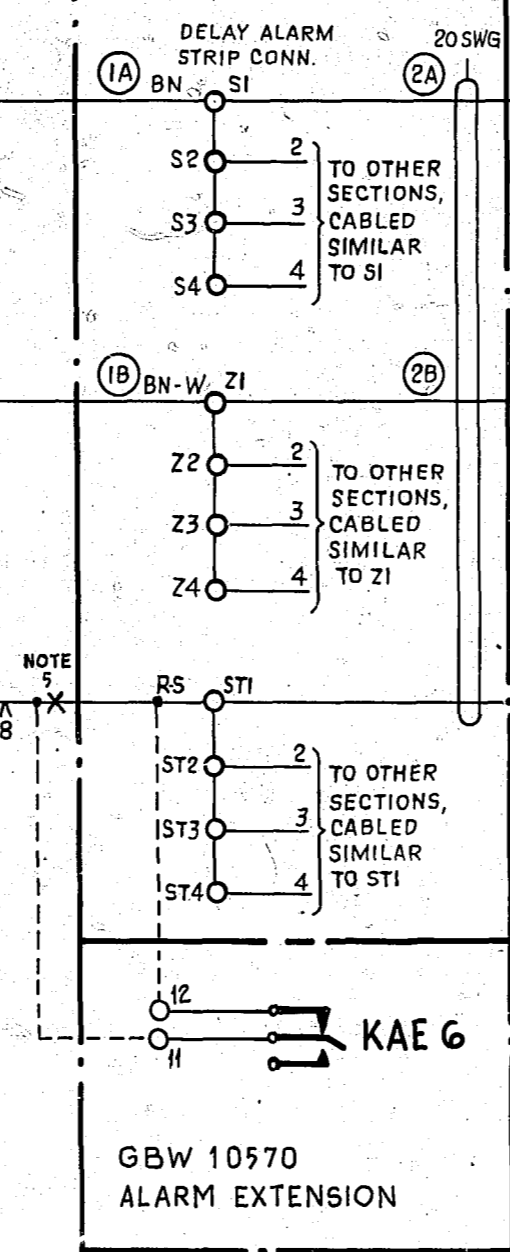 DELAY ALARM
STRIP CONN.
20 SWG
1A BN S1 2A
S2 2
S3 3
S4 4
TO OTHER
SECTIONS,
CABLED
SIMILAR
TO S1
1B BN-W Z1 2B
Z2 2
Z3 3
Z4 4
TO OTHER
SECTIONS,
CABLED
SIMILAR
TO Z1
NOTE
5
8
RS ST1
ST2 2
ST3 3
ST4 4
TO OTHER
SECTIONS,
CABLED
SIMILAR
TO ST1
12
11
KAE 6
GBW 10570
ALARM EXTENSION